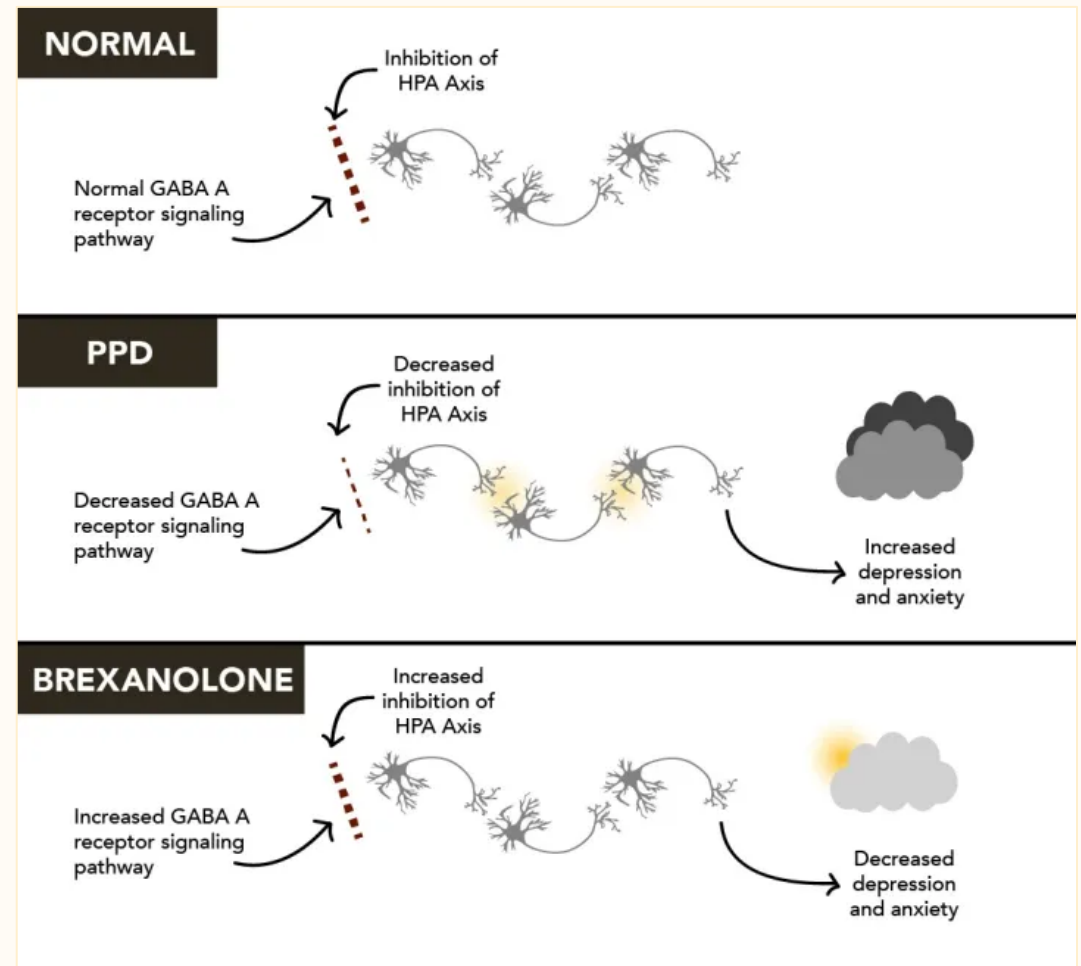 NORMAL
Inhibition of
HPA Axis
Normal GABA A
receptor signaling
pathway
PPD
Decreased
inhibition of
HPA Axis
Decreased GABA A
receptor signaling
pathway
Increased
depression
and anxiety
BREXANOLONE
Increased
inhibition of
HPA Axis
Increased GABA A
receptor signaling
pathway
Decreased
depression
and anxiety